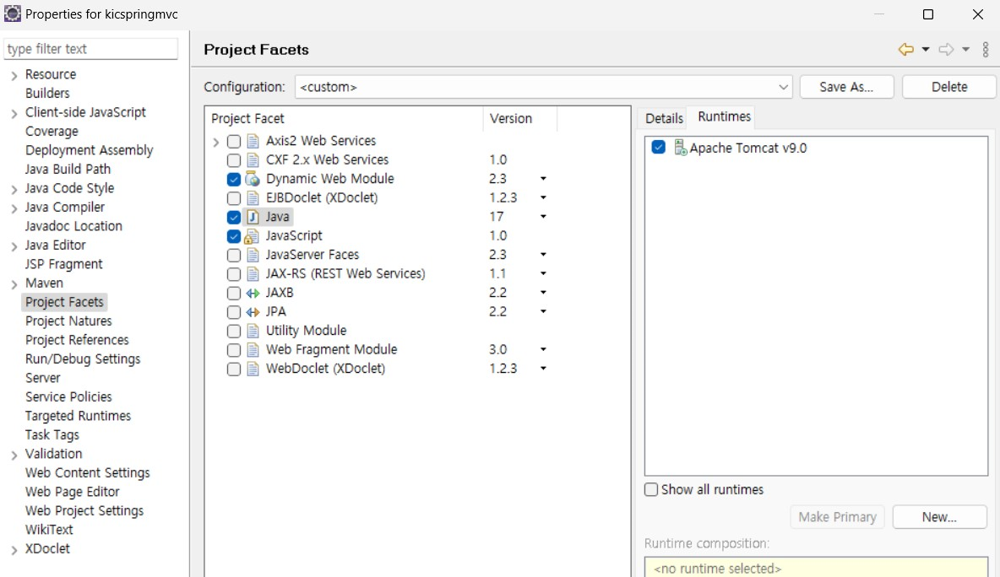 Properties for kicspringmvc
type filter text
Resource
Builders
Client-side JavaScript
Coverage
Deployment Assembly
Java Build Path
Java Code Style
Java Compiler
Javadoc Location
Java Editor
JSP Fragment
Maven
Project Facets
Project Natures
Project References
Run/Debug Settings
Server
Service Policies
Targeted Runtimes
Task Tags
Validation
Web Content Settings
Web Page Editor
Web Project Settings
WikiText
XDoclet
Project Facets
Configuration: <custom> Save As... Delete
Project Facet Version
Axis2 Web Services
CXF 2.x Web Services 1.0
Dynamic Web Module 2.3
EJBDoclet (XDoclet) 1.2.3
Java 17
JavaScript 1.0
JavaServer Faces 2.3
JAX-RS (REST Web Services) 1.1
JAXB 2.2
JPA 2.2
Utility Module
Web Fragment Module 3.0
WebDoclet (XDoclet) 1.2.3
Details Runtimes
Apache Tomcat v9.0
Show all runtimes
Make Primary New...
Runtime composition:
<no runtime selected>